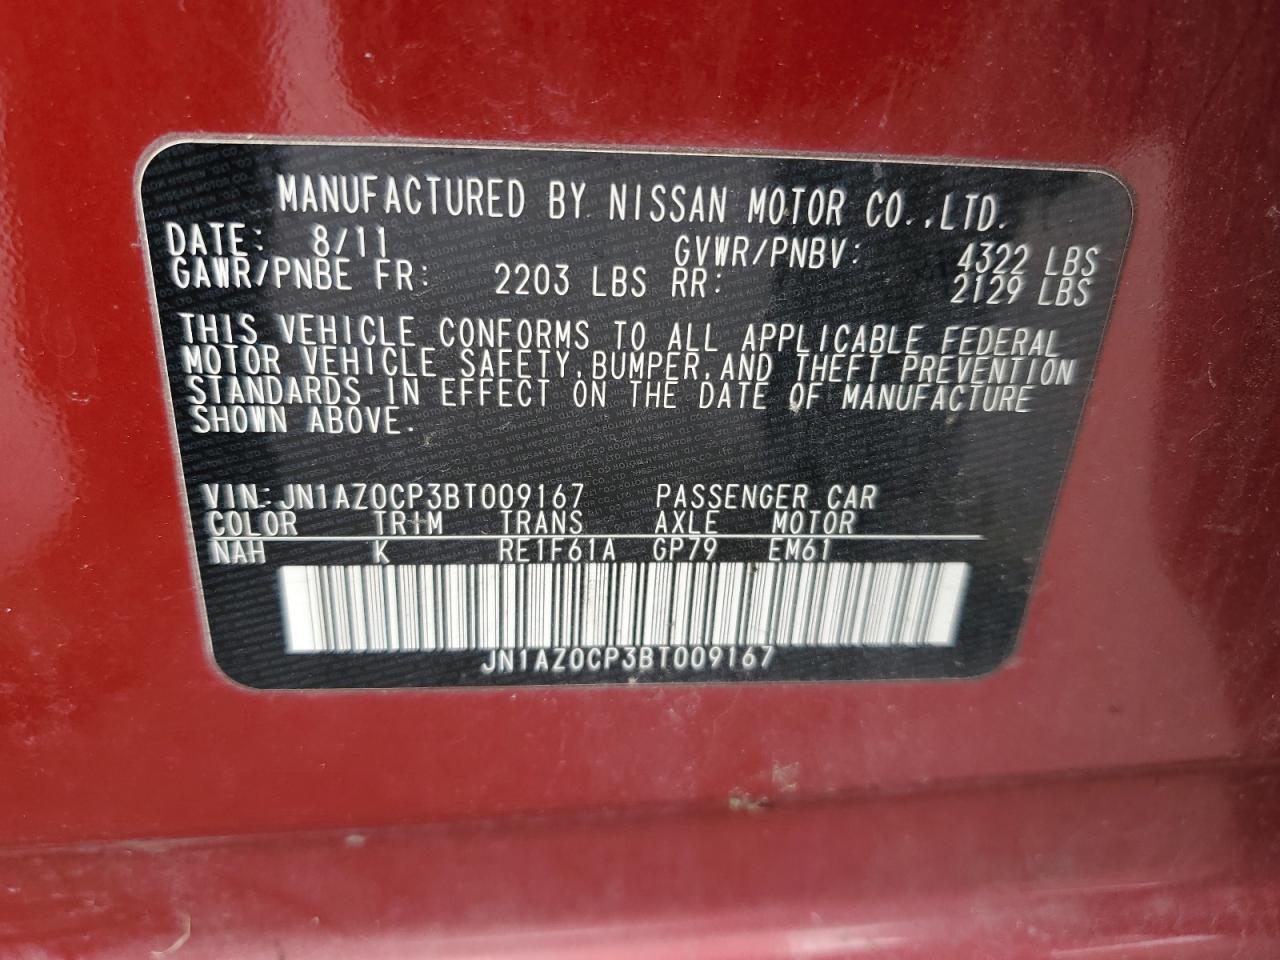 MANUFACTURED BY NISSAN MOTOR CO.,LTD.
DATE: 8/11 GVWR/PNBV: 4322 LBS
GAWR/PNBE FR: 2203 LBS RR: 2129 LBS
THIS VEHICLE CONFORMS TO ALL APPLICABLE FEDERAL
MOTOR VEHICLE SAFETY,BUMPER,AND THEFT PREVENTION
STANDARDS IN EFFECT ON THE DATE OF MANUFACTURE
SHOWN ABOVE.
VIN:JN1AZ0CP3BT009167 PASSENGER CAR
COLOR TRIM TRANS AXLE MOTOR
NAH K RE1F61A GP79 EM61
JN1AZ0CP3BT009167